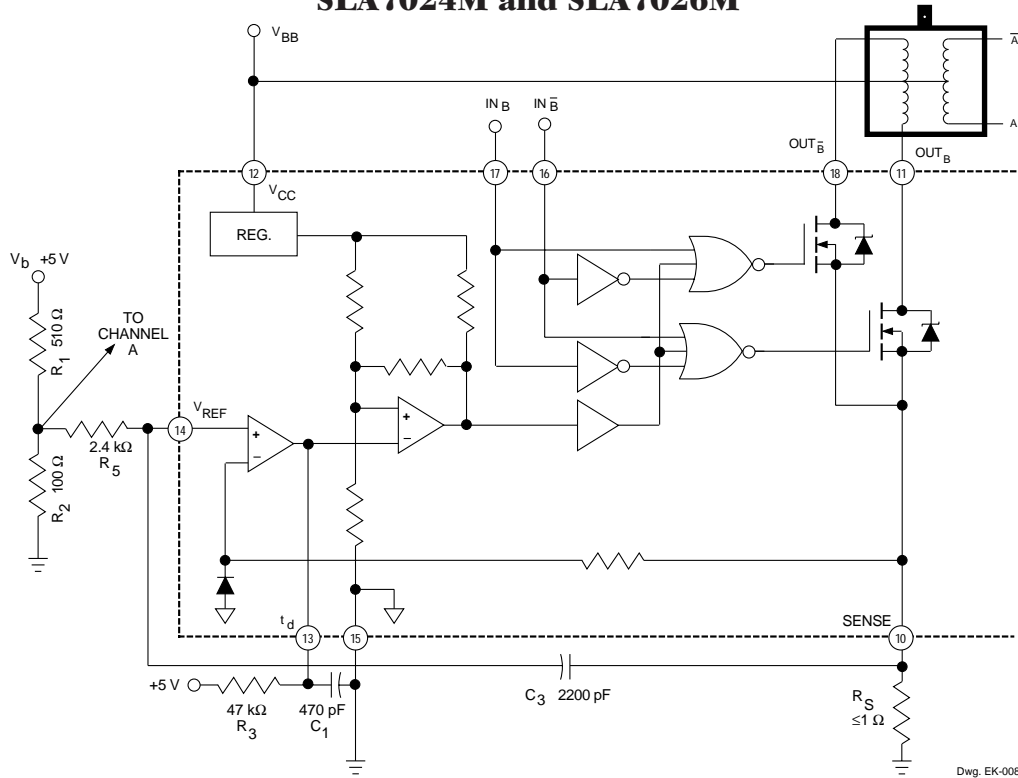 SLA7024M and SLA7026M
V_BB
A̅
A
IN_B
IN_B̅
OUT_B̅
OUT_B
12
17
16
18
11
V_CC
REG.
V_b +5 V
R_1 510 Ω
TO
CHANNEL
A
V_REF
14
2.4 kΩ
R_5
R_2 100 Ω
+
–
+
–
t_d
13
15
SENSE
10
+5 V
47 kΩ
R_3
470 pF
C_1
C_3 2200 pF
R_S
≤1 Ω
Dwg. EK-008